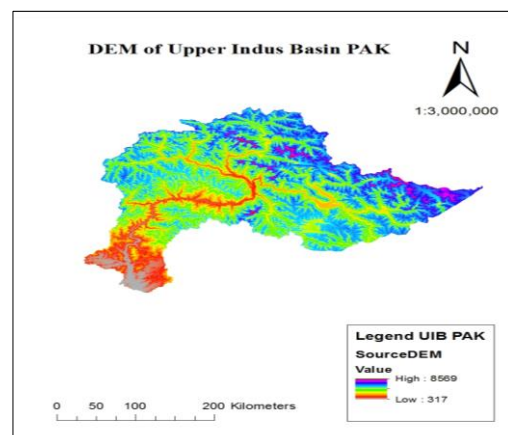 DEM of Upper Indus Basin PAK
N
1:3,000,000
Legend UIB PAK
SourceDEM
Value
High : 8569
Low : 317
0 50 100 200 Kilometers